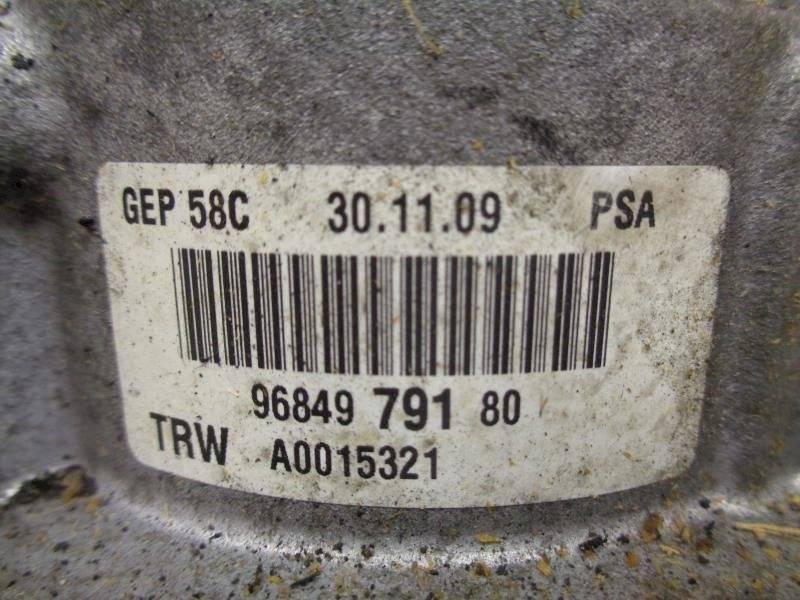 GEP 58C 30.11.09 PSA
96849 791 80
TRW A0015321